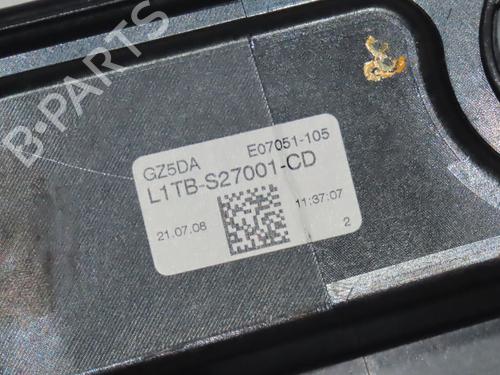 B-PARTS
GZ5DA E07051-105
L1TB-S27001-CD
21.07.08 11:37:07
2